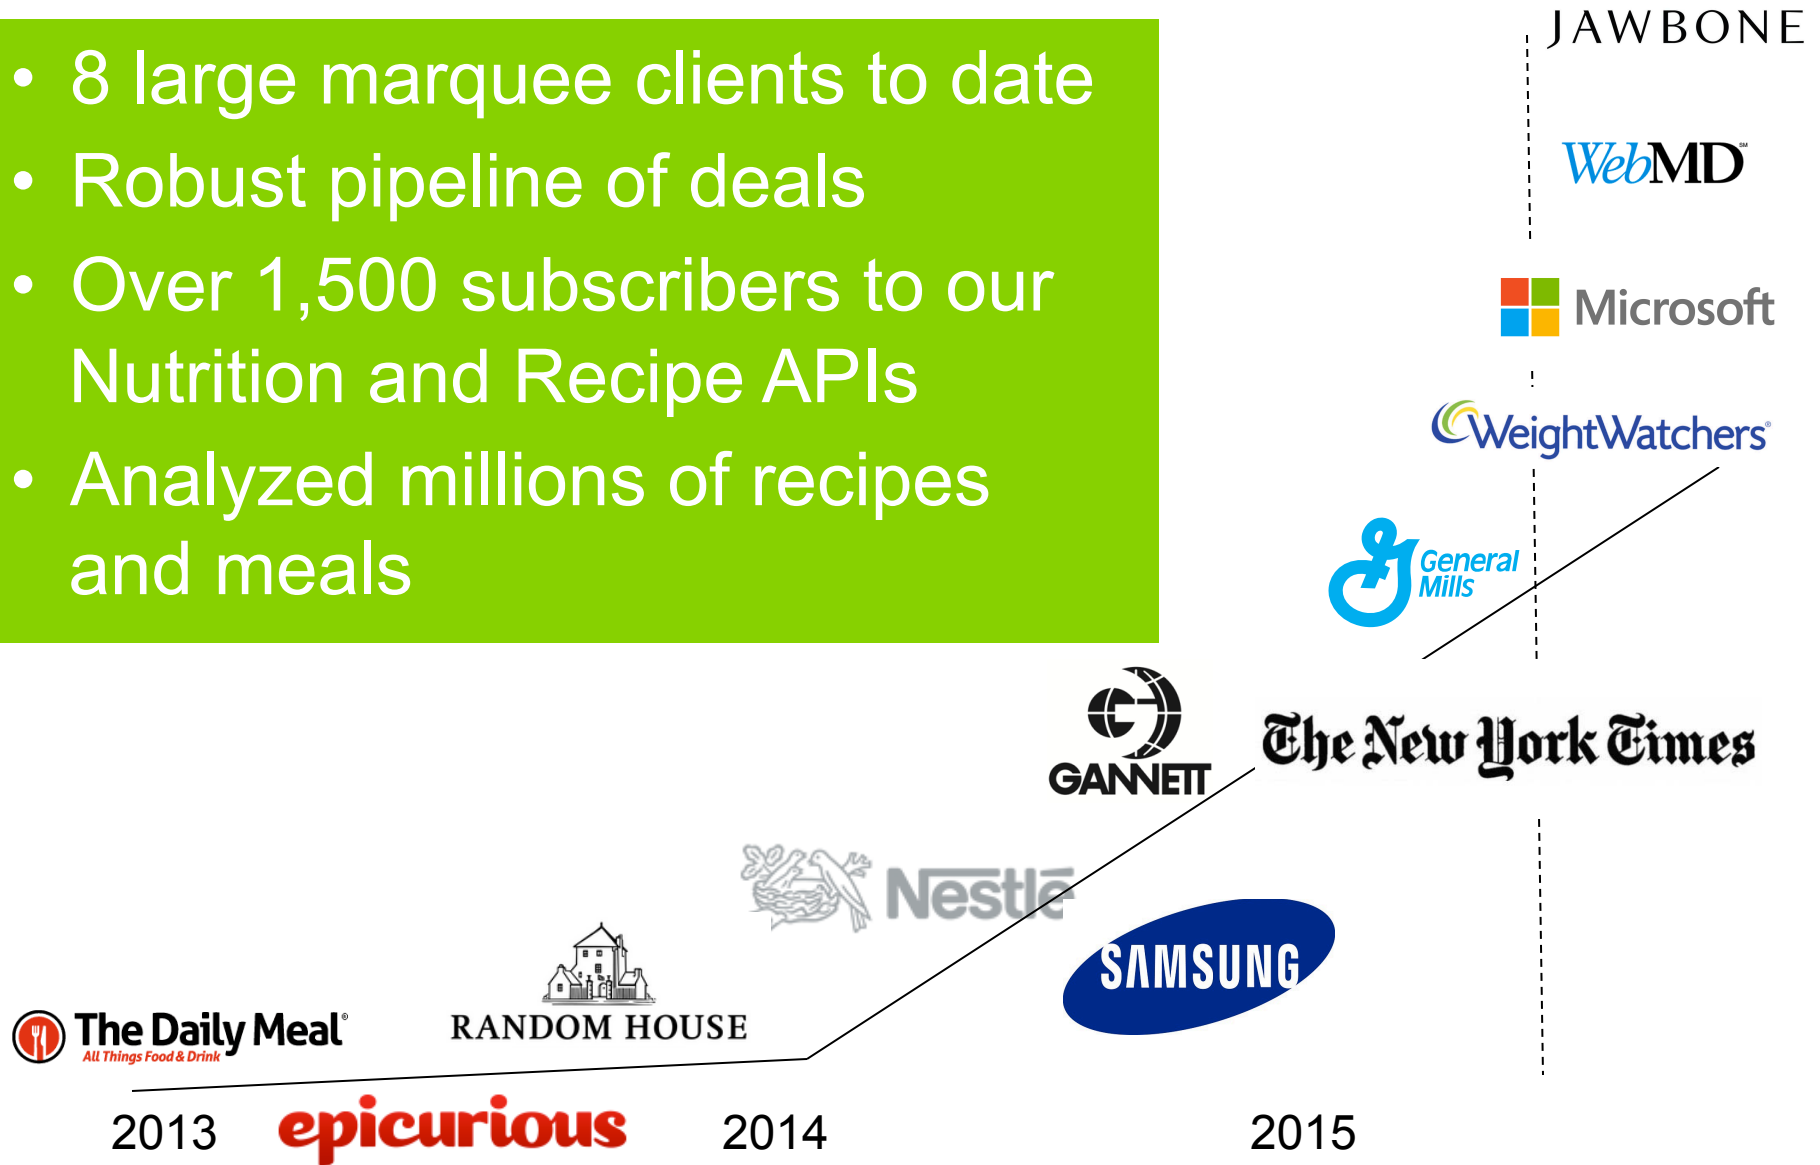 • 8 large marquee clients to date
• Robust pipeline of deals
• Over 1,500 subscribers to our
Nutrition and Recipe APIs
• Analyzed millions of recipes
and meals
JAWBONE
WebMD℠
Microsoft
WeightWatchers®
General
Mills
GANNETT
The New York Times
Nestlé
SAMSUNG
RANDOM HOUSE
The Daily Meal®
All Things Food & Drink
2013
epicurious
2014
2015